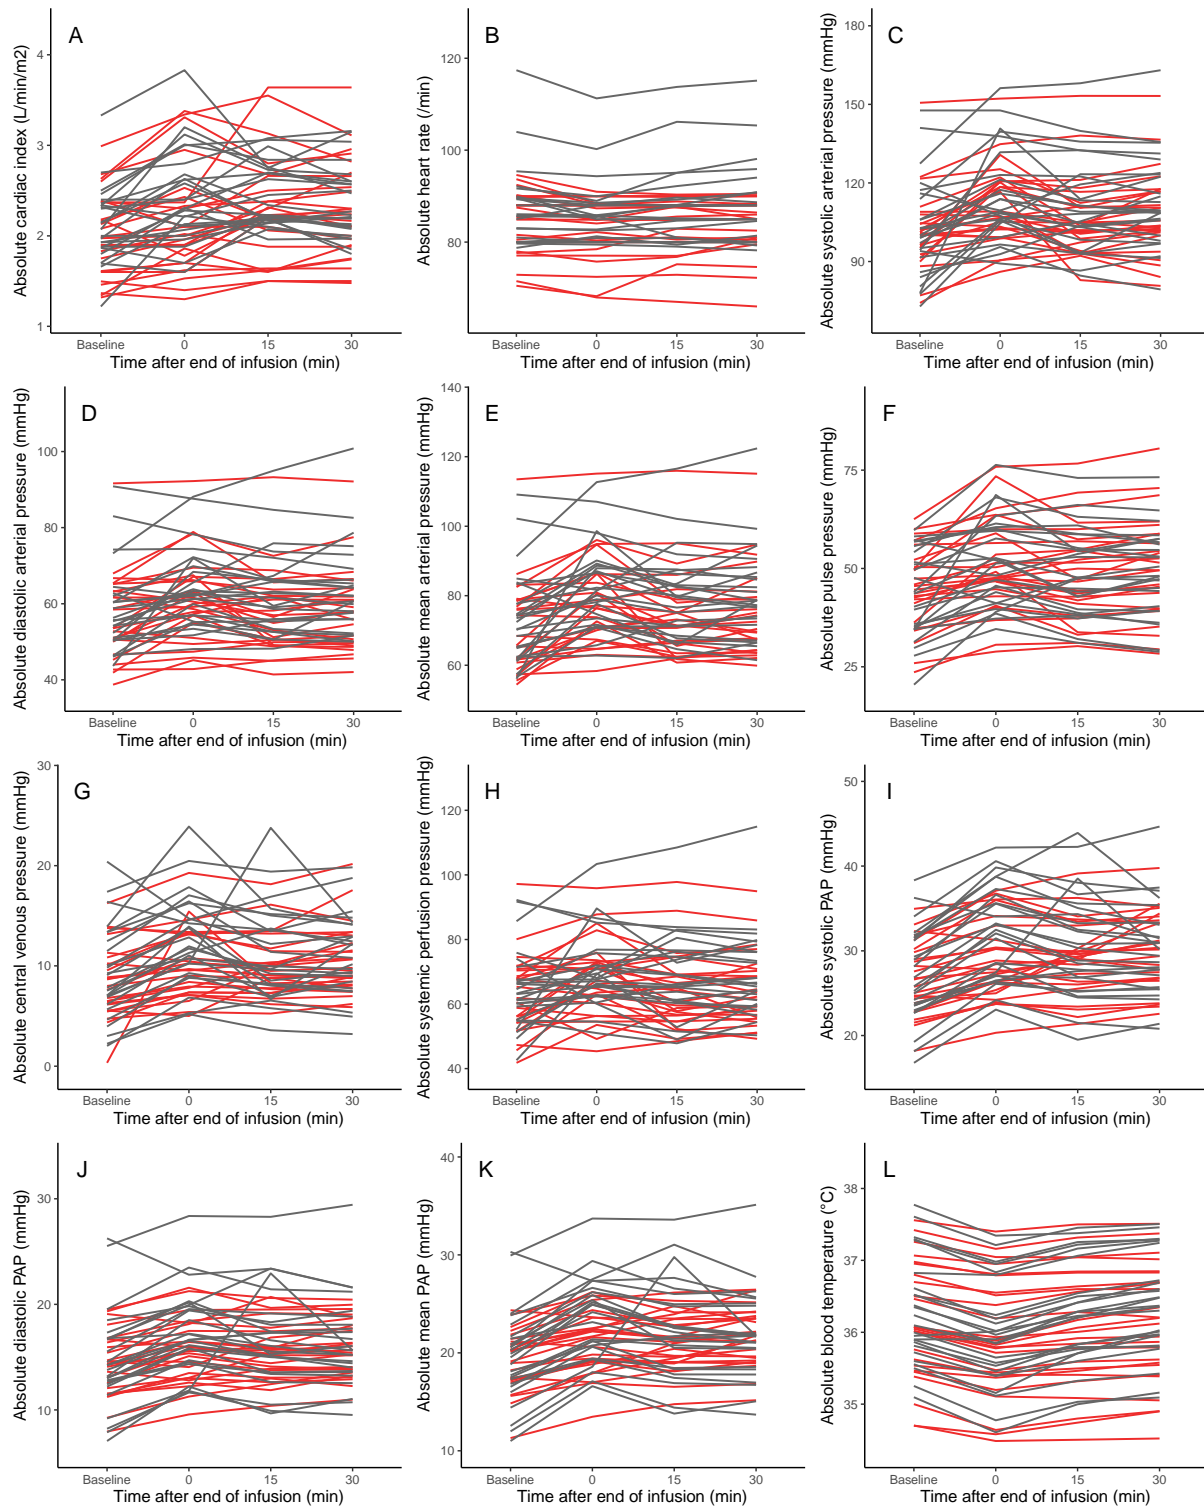 A
Absolute cardiac index (L/min/m2)
4
3
2
1
Baseline 0 15 30
Time after end of infusion (min)
B
Absolute heart rate (/min)
120
100
80
Baseline 0 15 30
Time after end of infusion (min)
C
Absolute systolic arterial pressure (mmHg)
180
150
120
90
Baseline 0 15 30
Time after end of infusion (min)
D
Absolute diastolic arterial pressure (mmHg)
100
80
60
40
Baseline 0 15 30
Time after end of infusion (min)
E
Absolute mean arterial pressure (mmHg)
140
120
100
80
60
Baseline 0 15 30
Time after end of infusion (min)
F
Absolute pulse pressure (mmHg)
75
50
25
Baseline 0 15 30
Time after end of infusion (min)
G
Absolute central venous pressure (mmHg)
30
20
10
0
Baseline 0 15 30
Time after end of infusion (min)
H
Absolute systemic perfusion pressure (mmHg)
120
100
80
60
40
Baseline 0 15 30
Time after end of infusion (min)
I
Absolute systolic PAP (mmHg)
50
40
30
20
Baseline 0 15 30
Time after end of infusion (min)
J
Absolute diastolic PAP (mmHg)
30
20
10
Baseline 0 15 30
Time after end of infusion (min)
K
Absolute mean PAP (mmHg)
40
30
20
10
Baseline 0 15 30
Time after end of infusion (min)
L
Absolute blood temperature (°C)
38
37
36
35
Baseline 0 15 30
Time after end of infusion (min)